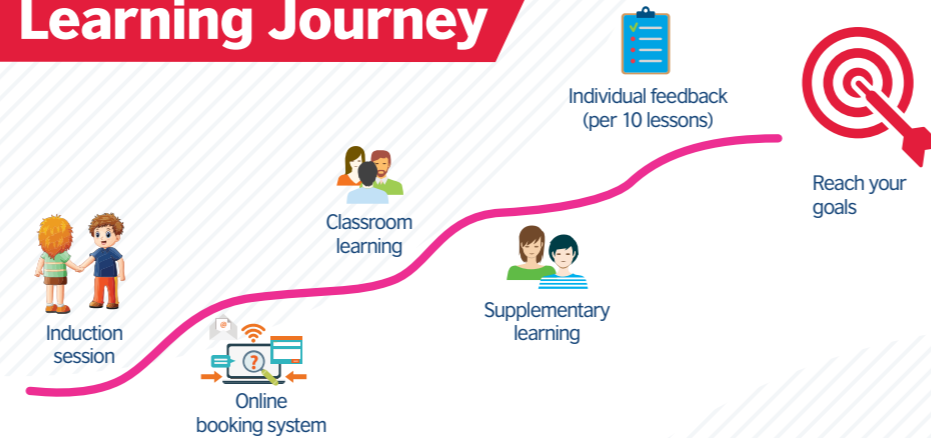 Learning Journey
Individual feedback
(per 10 lessons)
Reach your
goals
Classroom
learning
Supplementary
learning
Induction
session
Online
booking system